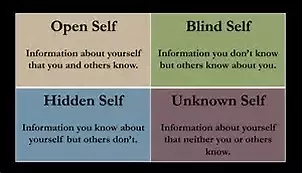 Open Self
Information about yourself
that you and others know.
Blind Self
Information you don't know
but others know about you.
Hidden Self
Information you know about
yourself but others don't.
Unknown Self
Information about yourself
that neither you or others
know.